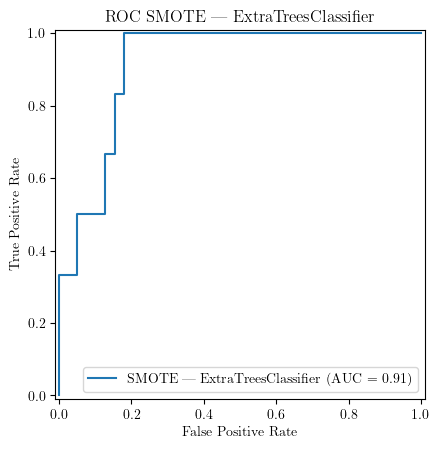 ROC SMOTE — ExtraTreesClassifier
1.0
0.8
0.6
0.4
0.2
0.0
True Positive Rate
SMOTE — ExtraTreesClassifier (AUC = 0.91)
0.0 0.2 0.4 0.6 0.8 1.0
False Positive Rate